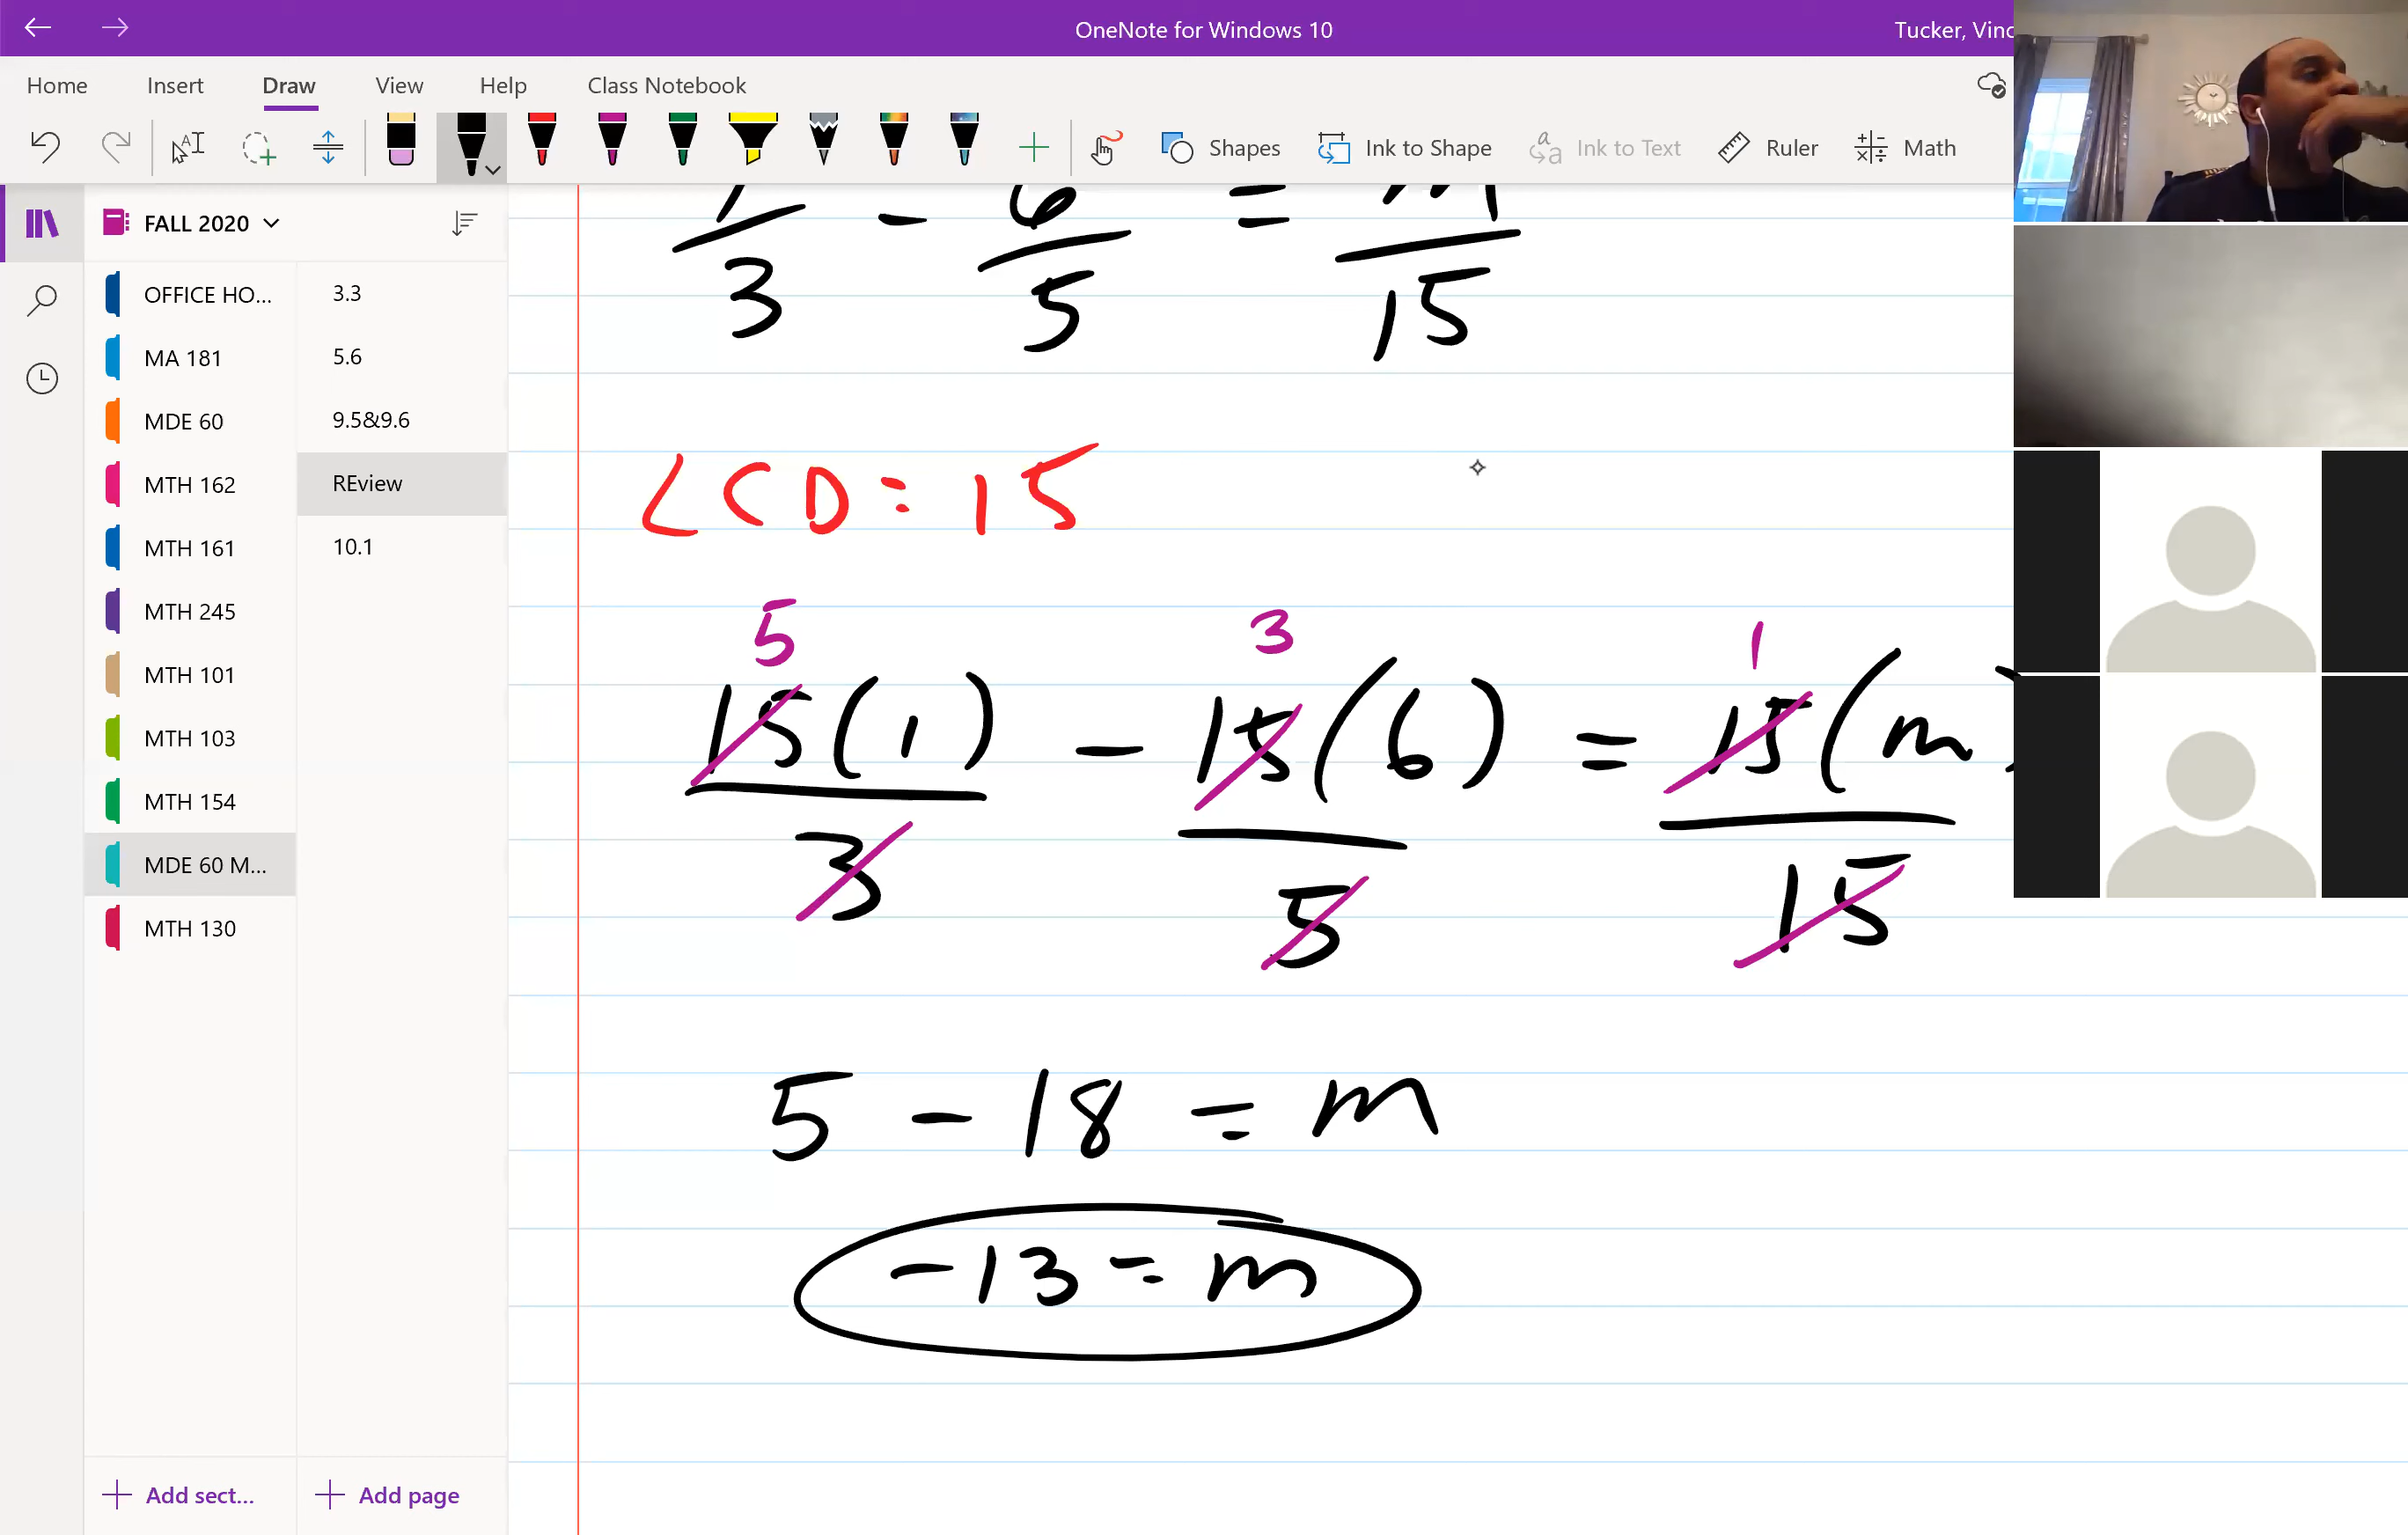 OneNote for Windows 10
Tucker, Vinc
Home Insert Draw View Help Class Notebook
Shapes Ink to Shape Ink to Text Ruler Math
FALL 2020
OFFICE HO...
MA 181
MDE 60
MTH 162
MTH 161
MTH 245
MTH 101
MTH 103
MTH 154
MDE 60 M...
MTH 130
Add sect...
3.3
5.6
9.5&9.6
REview
10.1
Add page
1/3 - 6/5 = m/15
LCD = 15
5 3 1
15(1)/3 - 15(6)/5 = 15(m)/15
5 - 18 = m
-13 = m